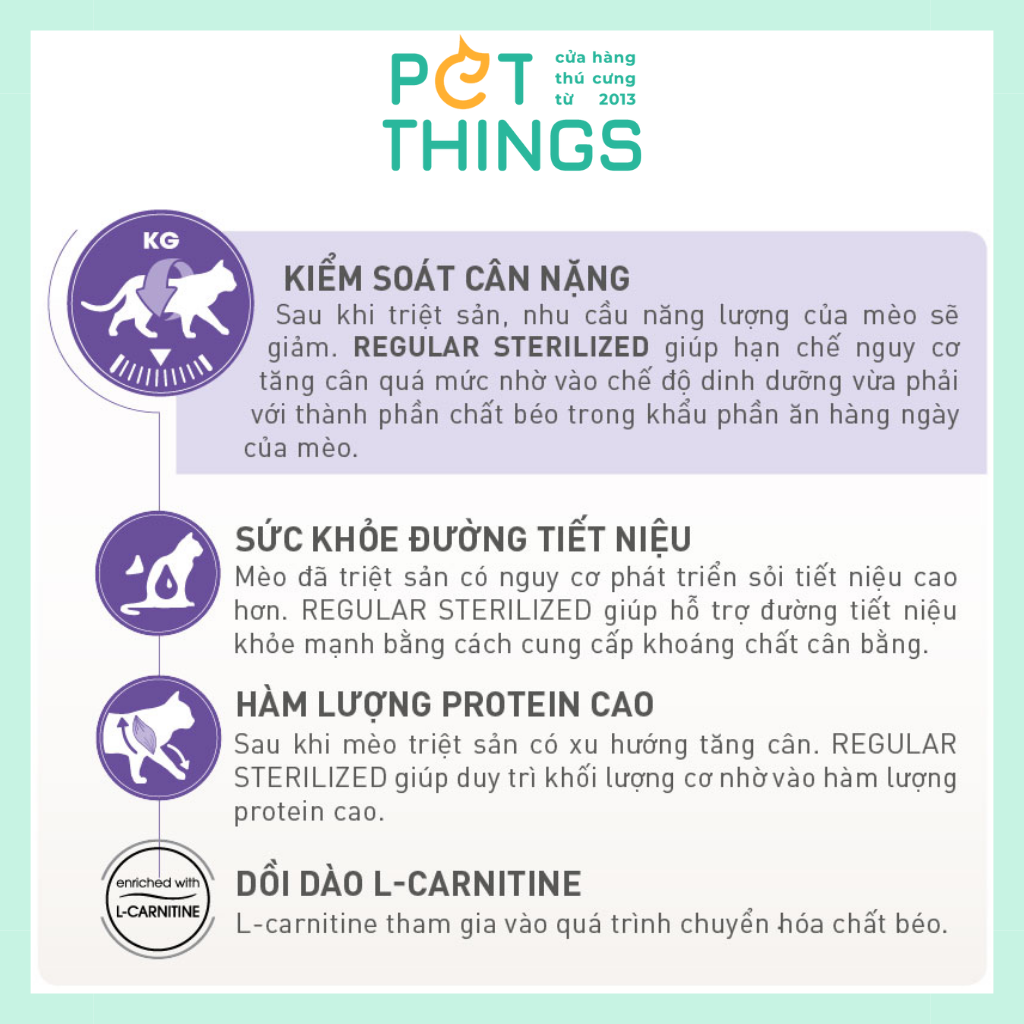 PET
cửa hàng
thú cưng
từ 2013
THINGS
KG
KIỂM SOÁT CÂN NẶNG
Sau khi triệt sản, nhu cầu năng lượng của mèo sẽ
giảm. REGULAR STERILIZED giúp hạn chế nguy cơ
tăng cân quá mức nhờ vào chế độ dinh dưỡng vừa phải
với thành phần chất béo trong khẩu phần ăn hàng ngày
của mèo.
SỨC KHỎE ĐƯỜNG TIẾT NIỆU
Mèo đã triệt sản có nguy cơ phát triển sỏi tiết niệu cao
hơn. REGULAR STERILIZED giúp hỗ trợ đường tiết niệu
khỏe mạnh bằng cách cung cấp khoáng chất cân bằng.
HÀM LƯỢNG PROTEIN CAO
Sau khi mèo triệt sản có xu hướng tăng cân. REGULAR
STERILIZED giúp duy trì khối lượng cơ nhờ vào hàm lượng
protein cao.
enriched with
L-CARNITINE
DỒI DÀO L-CARNITINE
L-carnitine tham gia vào quá trình chuyển hóa chất béo.